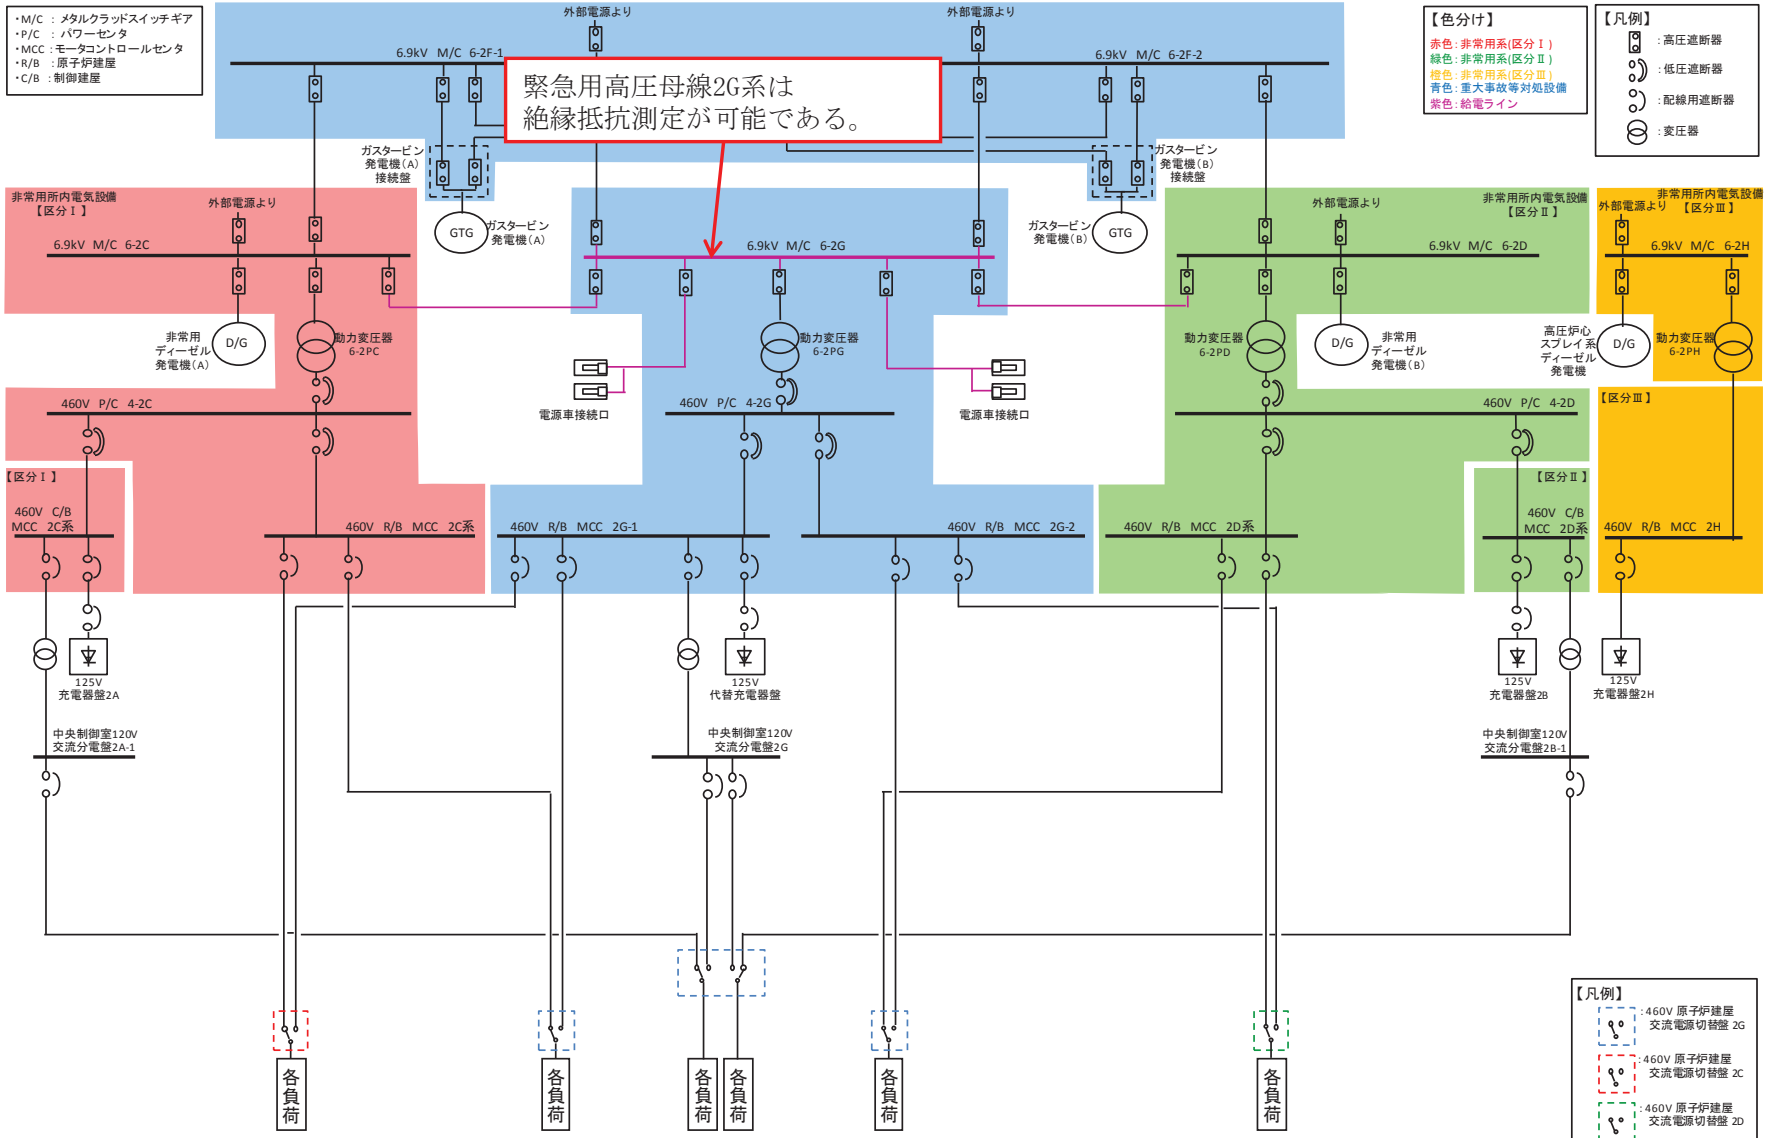 ・M/C : メタルクラッドスイッチギア
・P/C : パワーセンタ
・MCC : モータコントロールセンタ
・R/B : 原子炉建屋
・C/B : 制御建屋
外部電源より
外部電源より
6.9kV M/C 6-2F-1
6.9kV M/C 6-2F-2
緊急用高圧母線2G系は
絶縁抵抗測定が可能である。
【色分け】
赤色：非常用系(区分Ⅰ)
緑色：非常用系(区分Ⅱ)
橙色：非常用系(区分Ⅲ)
青色：重大事故等対処設備
紫色：給電ライン
【凡例】
：高圧遮断器
：低圧遮断器
：配線用遮断器
：変圧器
ガスタービン
発電機(A)
接続盤
ガスタービン
発電機(B)
接続盤
GTG
ガスタービン
発電機(A)
ガスタービン
発電機(B)
GTG
非常用所内電気設備
【区分Ⅰ】
外部電源より
6.9kV M/C 6-2C
6.9kV M/C 6-2G
外部電源より
非常用所内電気設備
【区分Ⅱ】
6.9kV M/C 6-2D
非常用所内電気設備
外部電源より
【区分Ⅲ】
6.9kV M/C 6-2H
非常用
ディーゼル
発電機(A)
D/G
動力変圧器
6-2PC
動力変圧器
6-2PG
動力変圧器
6-2PD
D/G
非常用
ディーゼル
発電機(B)
高圧炉心
スプレイ系
ディーゼル
発電機
D/G
動力変圧器
6-2PH
電源車接続口
電源車接続口
460V P/C 4-2C
460V P/C 4-2G
460V P/C 4-2D
【区分Ⅲ】
【区分Ⅰ】
460V C/B
MCC 2C系
460V R/B MCC 2C系
460V R/B MCC 2G-1
460V R/B MCC 2G-2
460V R/B MCC 2D系
【区分Ⅱ】
460V C/B
MCC 2D系
460V R/B MCC 2H
125V
充電器盤2A
125V
代替充電器盤
125V
充電器盤2B
125V
充電器盤2H
中央制御室120V
交流分電盤2A-1
中央制御室120V
交流分電盤2G
中央制御室120V
交流分電盤2B-1
各負荷
各負荷
各負荷
各負荷
各負荷
各負荷
【凡例】
：460V 原子炉建屋
交流電源切替盤 2G
：460V 原子炉建屋
交流電源切替盤 2C
：460V 原子炉建屋
交流電源切替盤 2D